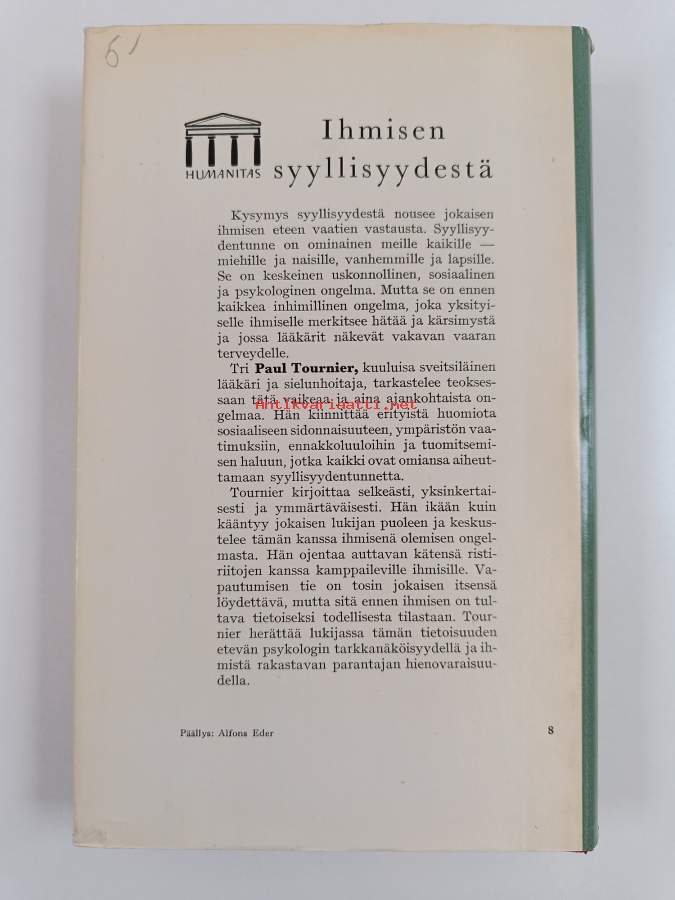 61
Ihmisen
HUMANITAS
syyllisyydestä
Kysymys syyllisyydestä nousee jokaisen
ihmisen eteen vaatien vastausta. Syyllisyy-
dentunne on ominainen meille kaikille —
miehille ja naisille, vanhemmille ja lapsille.
Se on keskeinen uskonnollinen, sosiaalinen
ja psykologinen ongelma. Mutta se on ennen
kaikkea inhimillinen ongelma, joka yksityi-
selle ihmiselle merkitsee hätää ja kärsimystä
ja jossa lääkärit näkevät vakavan vaaran
terveydelle.
Tri Paul Tournier, kuuluisa sveitsiläinen
lääkäri ja sielunhoitaja, tarkastelee teokses-
saan tätä vaikeaa ja aina ajankohtaista on-
Antikvariaatti.net
gelmaa. Hän kiinnittää erityistä huomiota
sosiaaliseen sidonnaisuuteen, ympäristön vaa-
timuksiin, ennakkoluuloihin ja tuomitsemi-
sen haluun, jotka kaikki ovat omiansa aiheut-
tamaan syyllisyydentunnetta.
Tournier kirjoittaa selkeästi, yksinkertai-
sesti ja ymmärtäväisesti. Hän ikään kuin
kääntyy jokaisen lukijan puoleen ja keskus-
telee tämän kanssa ihmisenä olemisen ongel-
masta. Hän ojentaa auttavan kätensä risti-
riitojen kanssa kamppaileville ihmisille. Va-
pautumisen tie on tosin jokaisen itsensä
löydettävä, mutta sitä ennen ihmisen on tul-
tava tietoiseksi todellisesta tilastaan. Tour-
nier herättää lukijassa tämän tietoisuuden
etevän psykologin tarkkanäköisyydellä ja ih-
mistä rakastavan parantajan hienovaraisuu-
della.
Päällys: Alfons Eder
8